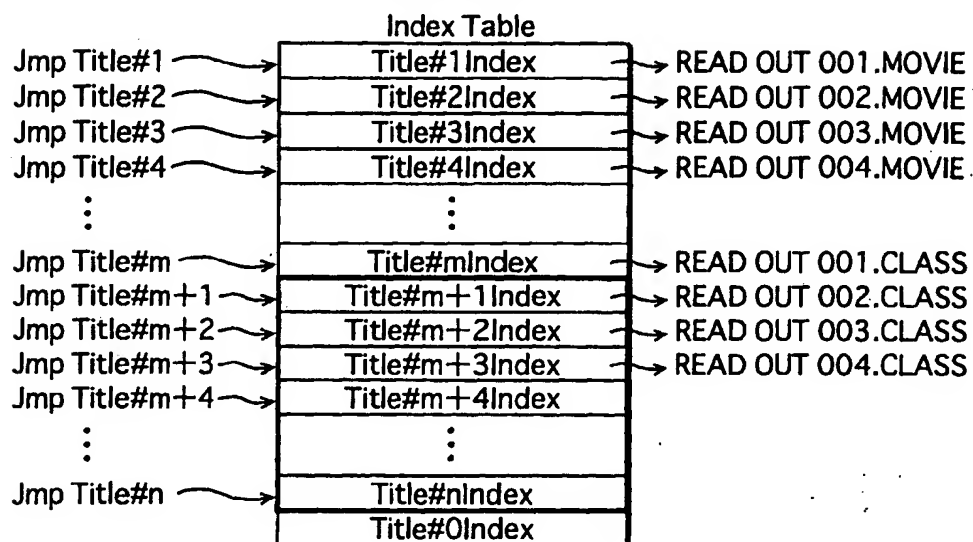 Index Table
Jmp Title#1 Title#1Index READ OUT 001.MOVIE
Jmp Title#2 Title#2Index READ OUT 002.MOVIE
Jmp Title#3 Title#3Index READ OUT 003.MOVIE
Jmp Title#4 Title#4Index READ OUT 004.MOVIE
Jmp Title#m Title#mIndex READ OUT 001.CLASS
Jmp Title#m+1 Title#m+1Index READ OUT 002.CLASS
Jmp Title#m+2 Title#m+2Index READ OUT 003.CLASS
Jmp Title#m+3 Title#m+3Index READ OUT 004.CLASS
Jmp Title#m+4 Title#m+4Index
Jmp Title#n Title#nIndex
Title#0Index